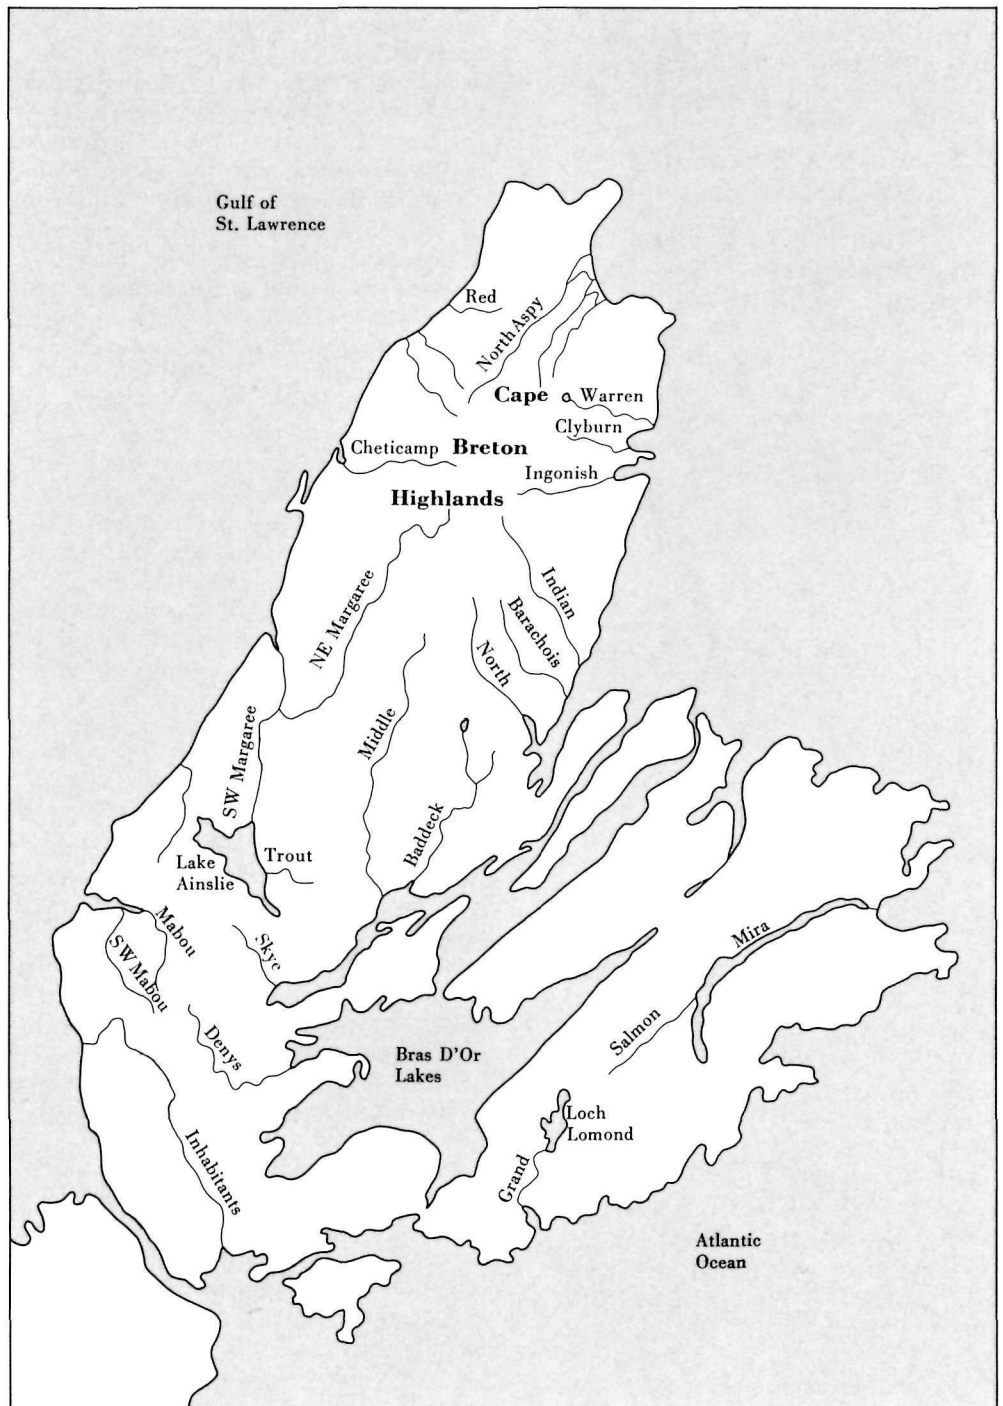 Gulf of
St. Lawrence
Red
North Aspy
Cape
Warren
Clyburn
Cheticamp
Breton
Ingonish
Highlands
NE Margaree
Indian
Barachois
North
Middle
SW Margaree
Baddeck
Trout
Lake
Ainslie
Mabou
SW Mabou
Skye
Mira
Denys
Salmon
Bras D'Or
Lakes
Loch
Lomond
Inhabitants
Grand
Atlantic
Ocean